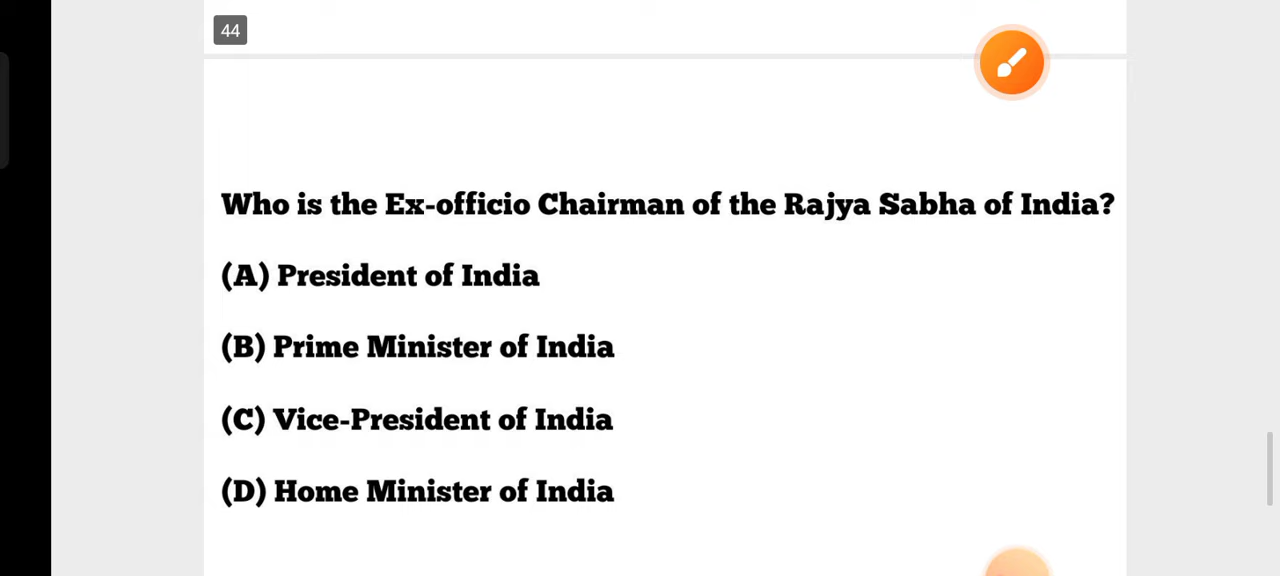 44
Who is the Ex-officio Chairman of the Rajya Sabha of India?
(A) President of India
(B) Prime Minister of India
(C) Vice-President of India
(D) Home Minister of India